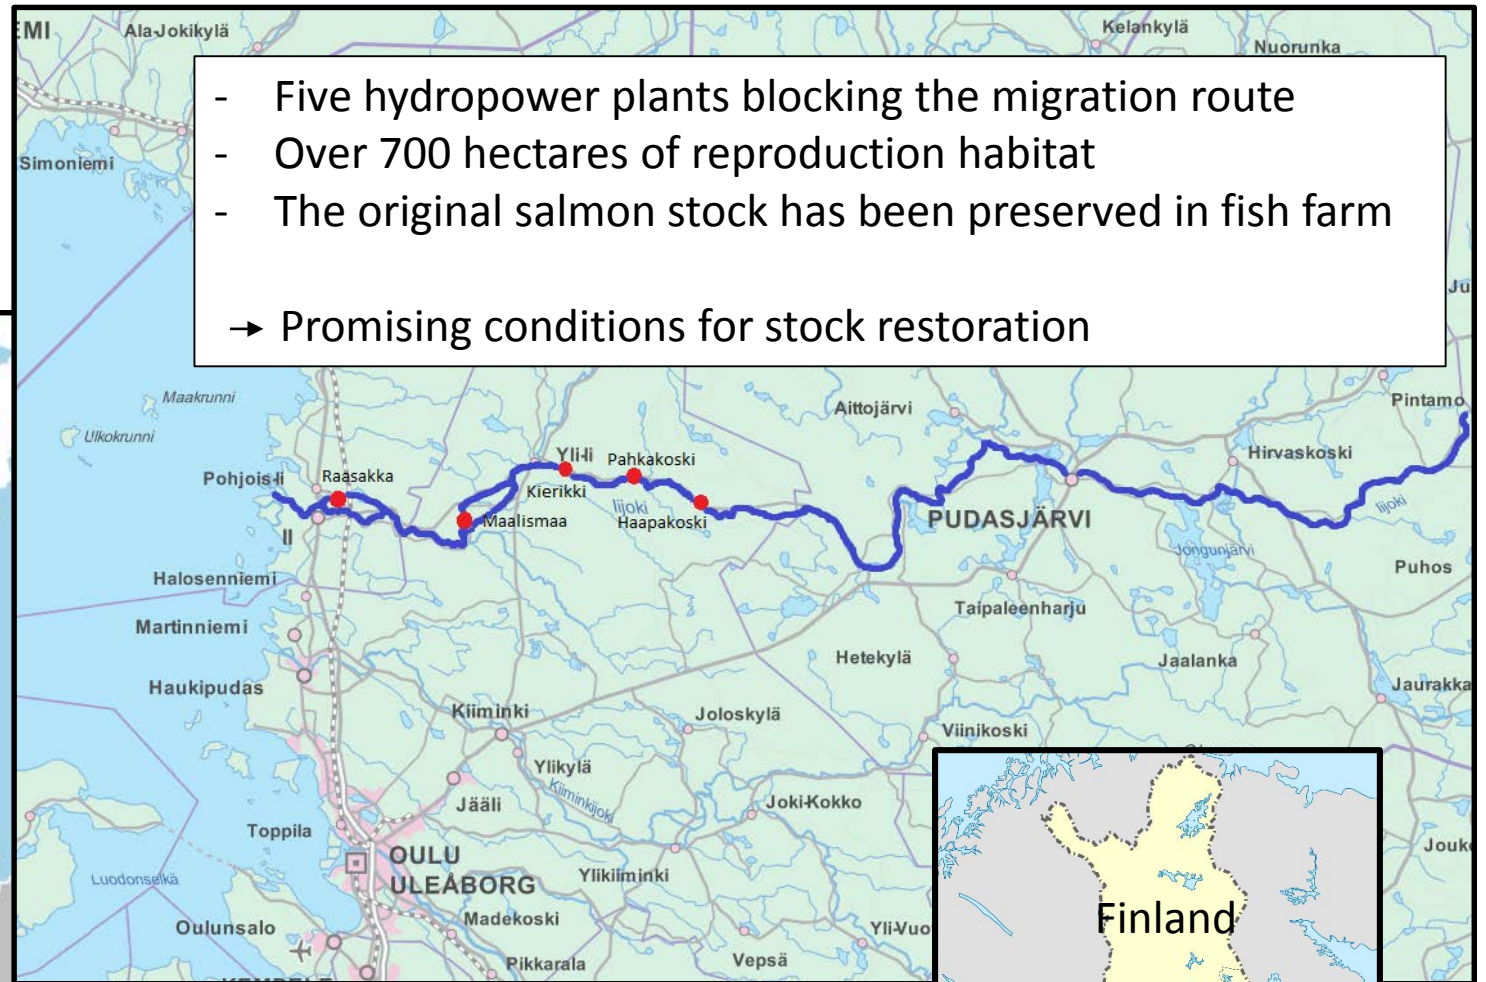 EMI
Ala-Jokikylä
Kelankylä
Nuorunka
- Five hydropower plants blocking the migration route
- Over 700 hectares of reproduction habitat
- The original salmon stock has been preserved in fish farm
→ Promising conditions for stock restoration
Simoniemi
Ju
Maakrunni
Ulkokrunni
Aittojärvi
Pintamo
Hirvaskoski
Yli-Ii
Pahkakoski
Pohjois-Ii
Raasakka
Kierikki
Iijoki
Haapakoski
Maalismaa
PUDASJÄRVI
Iijoki
II
Jongunjärvi
Puhos
Halosenniemi
Martinniemi
Taipaleenharju
Hetekylä
Jaalanka
Haukipudas
Jaurakka
Kiiminki
Joloskylä
Viinikoski
Ylikylä
Jääli
Kiiminkijoki
Joki-Kokko
Toppila
OULU
ULEÅBORG
Ylikiiminki
Jouk
Luodonselkä
Madekoski
Oulunsalo
Yli-Vuo
Finland
Pikkarala
Vepsä
KEMPELE